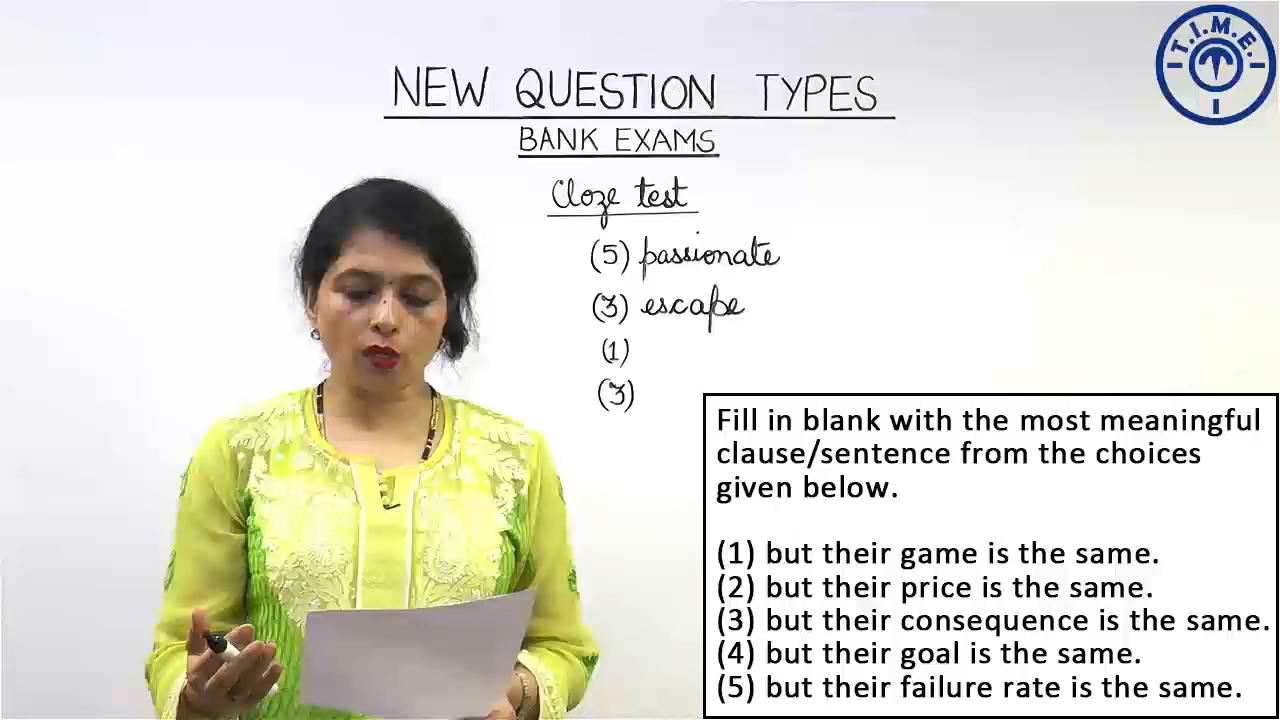 NEW QUESTION TYPES
T.I.M.E.
BANK EXAMS
Cloze test
(5) passionate
(3) escape
(1)
(3)
Fill in blank with the most meaningful
clause/sentence from the choices
given below.
(1) but their game is the same.
(2) but their price is the same.
(3) but their consequence is the same.
(4) but their goal is the same.
(5) but their failure rate is the same.